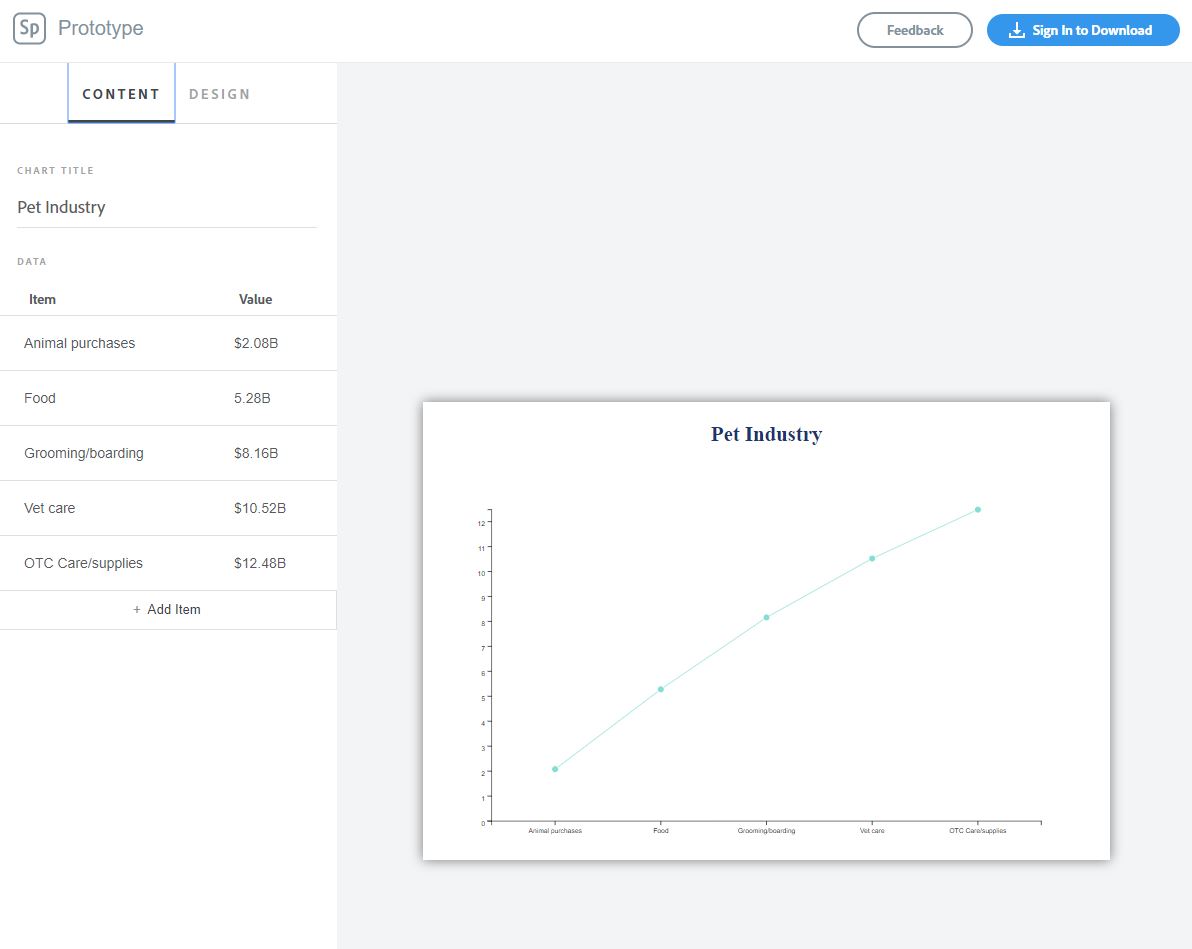 Sp Prototype
Feedback
Sign In to Download
CONTENT
DESIGN
CHART TITLE
Pet Industry
DATA
Item Value
Animal purchases $2.08B
Food 5.28B
Grooming/boarding $8.16B
Vet care $10.52B
OTC Care/supplies $12.48B
+ Add Item
Pet Industry
12
11
10
9
8
7
6
5
4
3
2
1
0
Animal purchases Food Grooming/boarding Vet care OTC Care/supplies